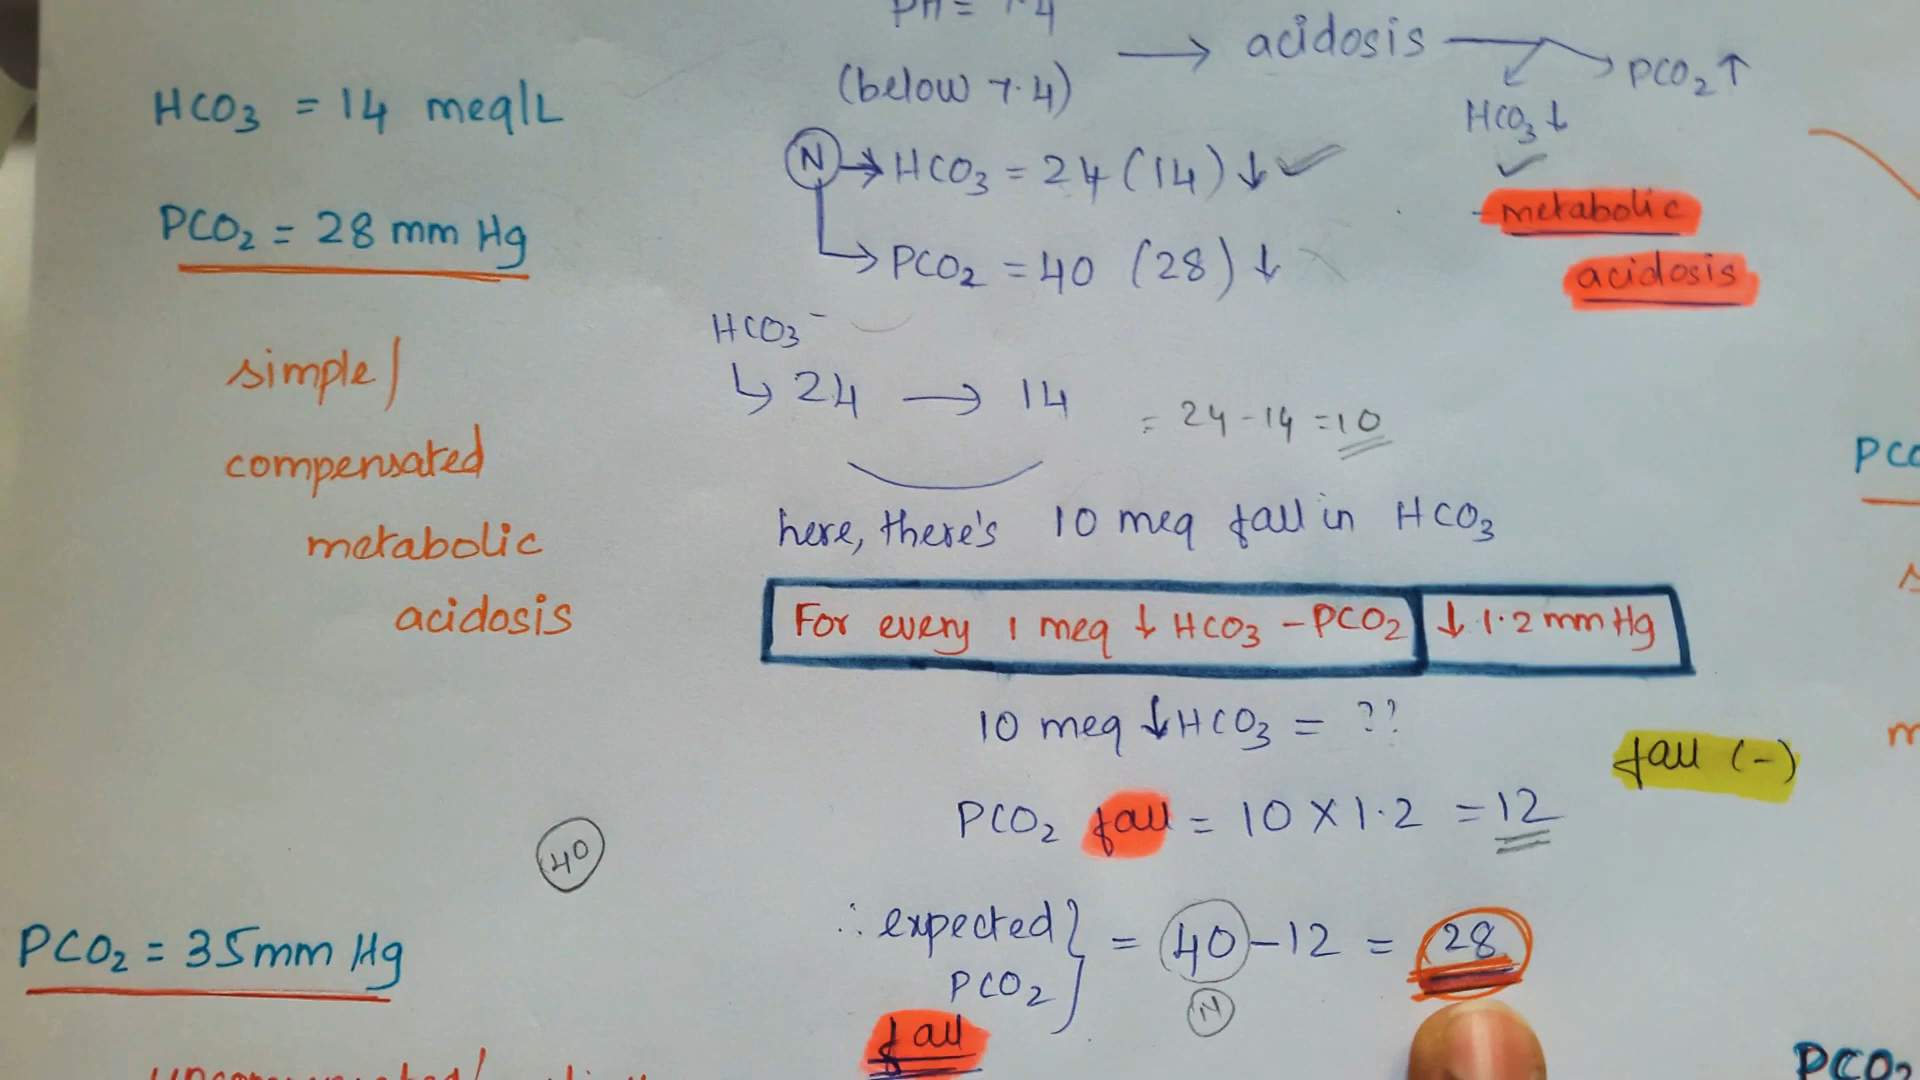 PH = 7.4
(below 7.4) → acidosis
PCO2 ↑
HCO3 ↓
HCO3 = 14 meq/L
N → HCO3 = 24 (14) ↓ ✓
✓
metabolic
acidosis
PCO2 = 28 mm Hg
→ PCO2 = 40 (28) ↓ ×
HCO3⁻
↳ 24 → 14
= 24 - 14 = 10
simple/
compensated
metabolic
acidosis
here, there's 10 meq fall in HCO3
For every 1 meq ↓ HCO3 - PCO2 ↓ 1.2 mm Hg
10 meq ↓ HCO3 = ??
fall (-)
PCO2 fall = 10 X 1.2 = 12
40
∴ expected PCO2 } = 40 - 12 = 28
N
fall
PCO2 = 35 mm Hg
PCO2